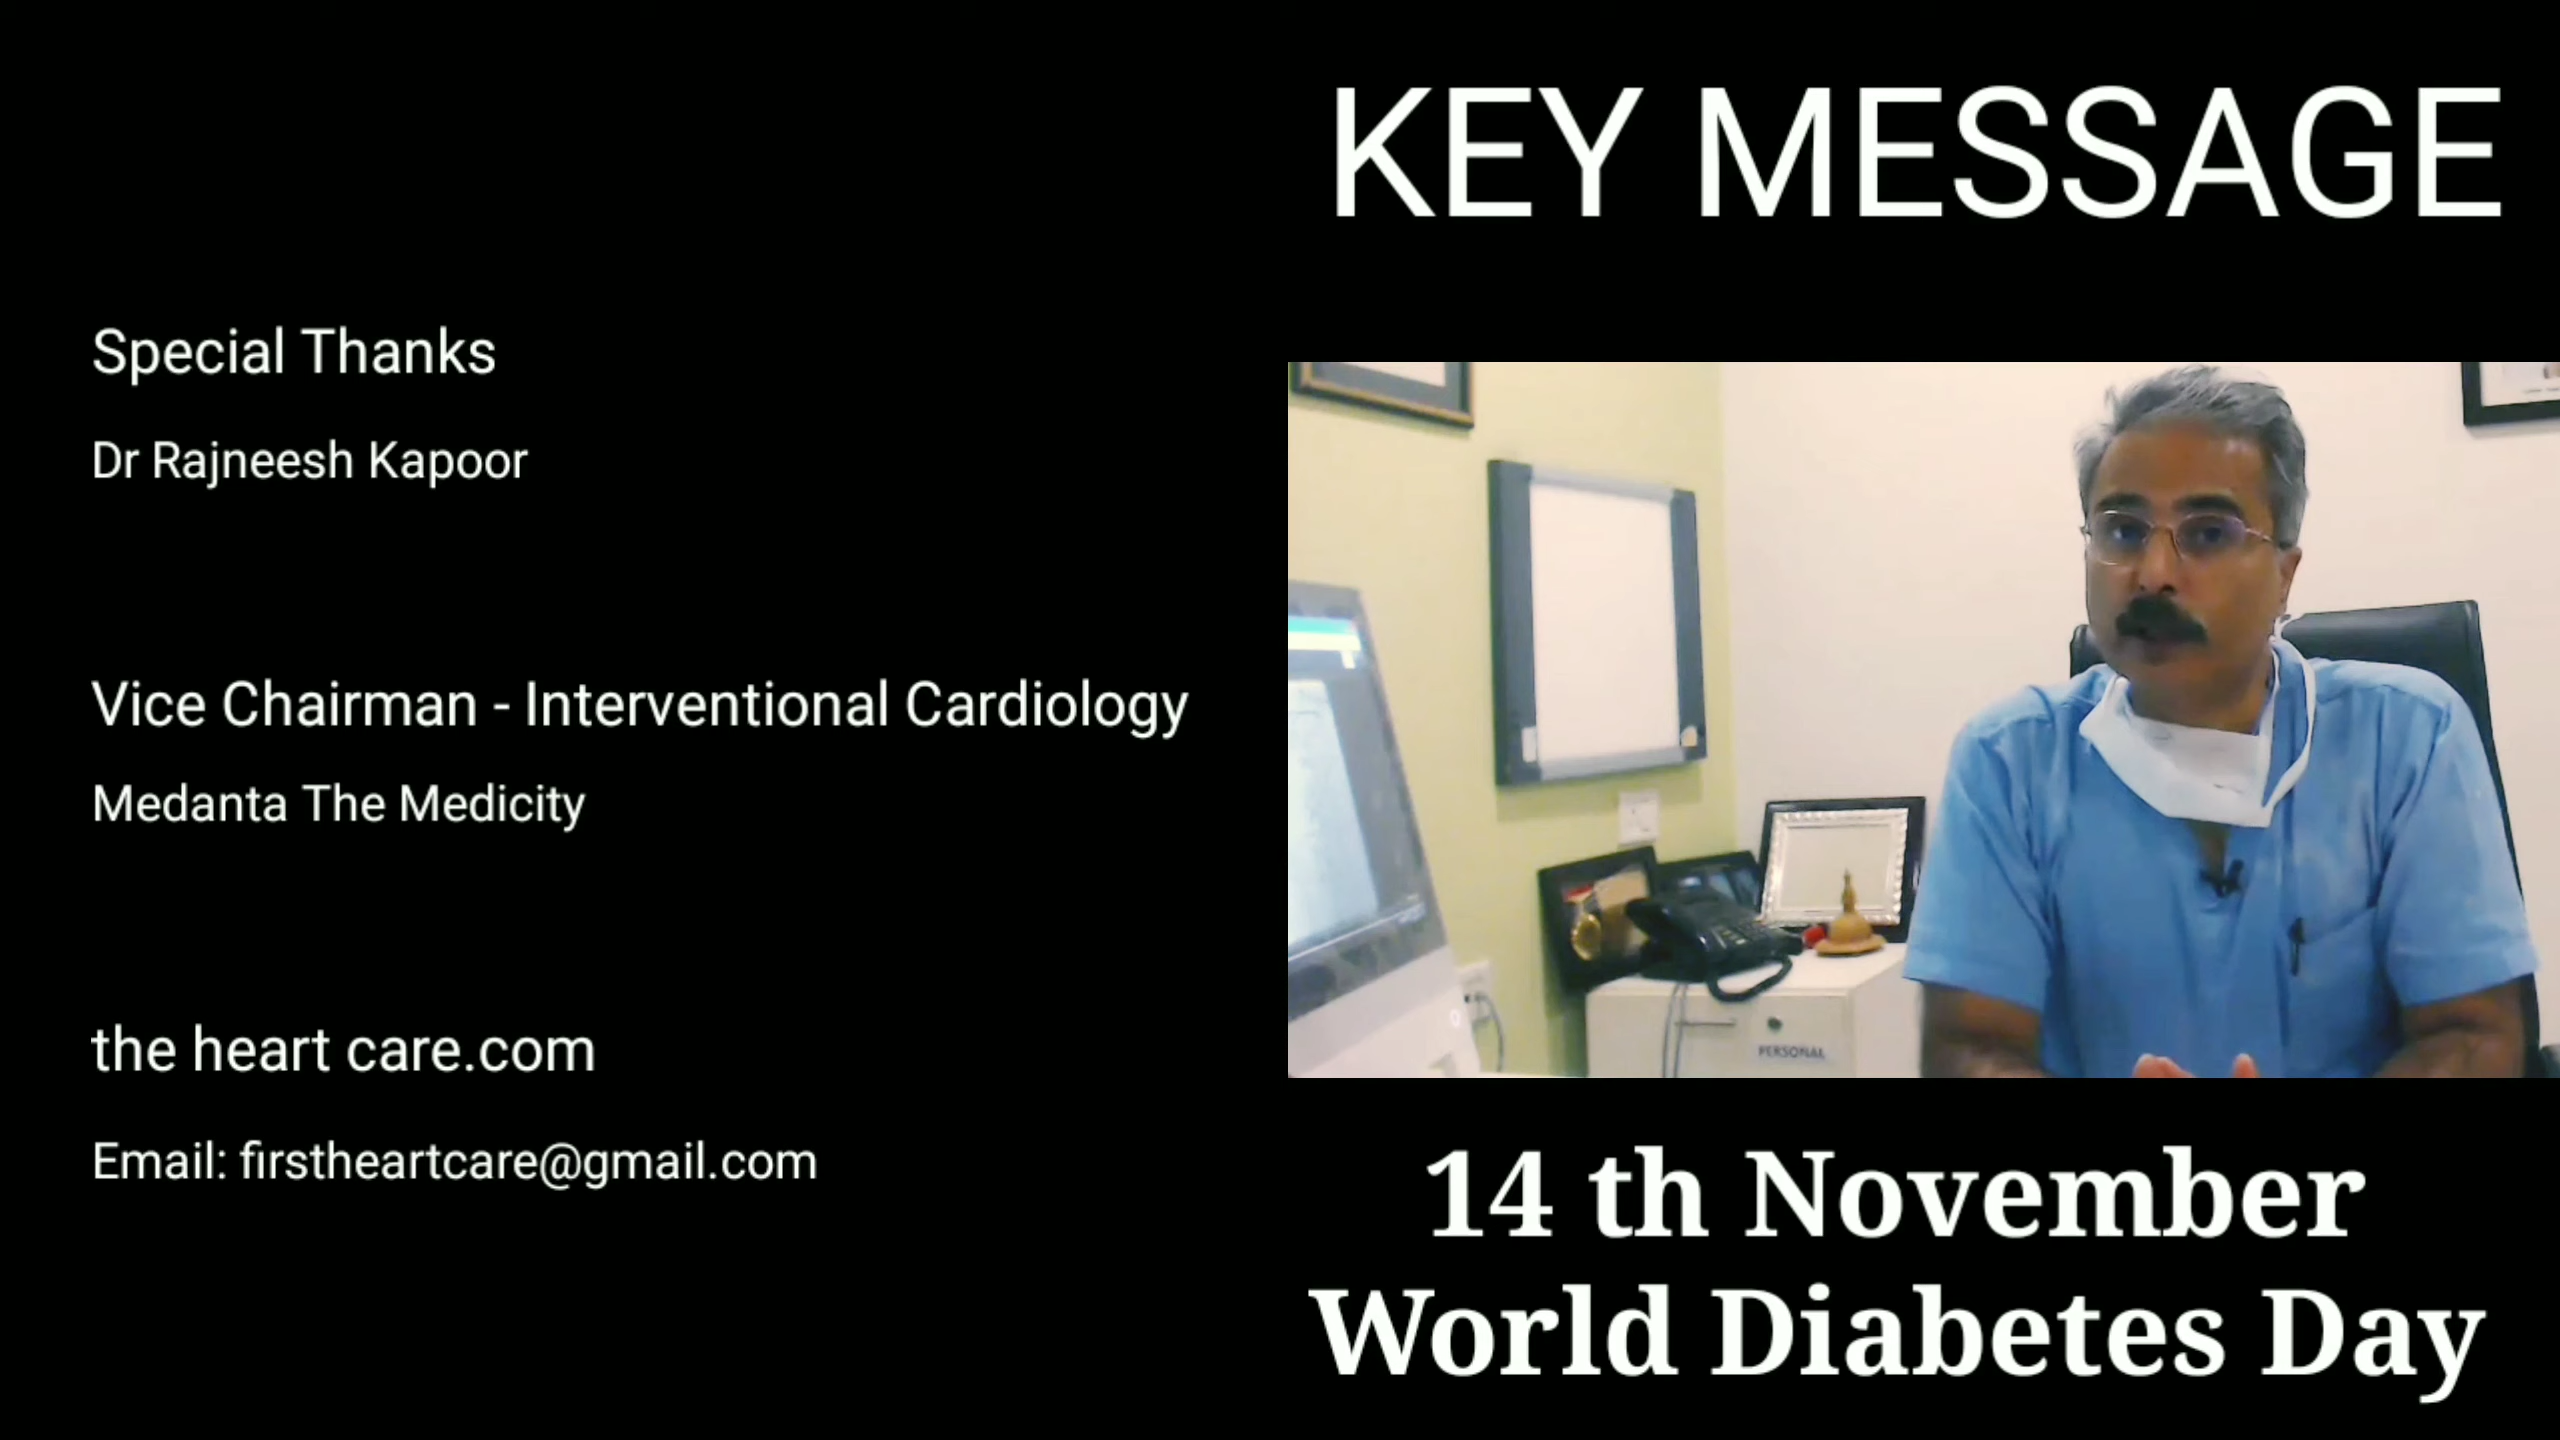 KEY MESSAGE
Special Thanks
Dr Rajneesh Kapoor
Vice Chairman - Interventional Cardiology
Medanta The Medicity
the heart care.com
Email: firstheartcare@gmail.com
PERSONAL
14 th November
World Diabetes Day